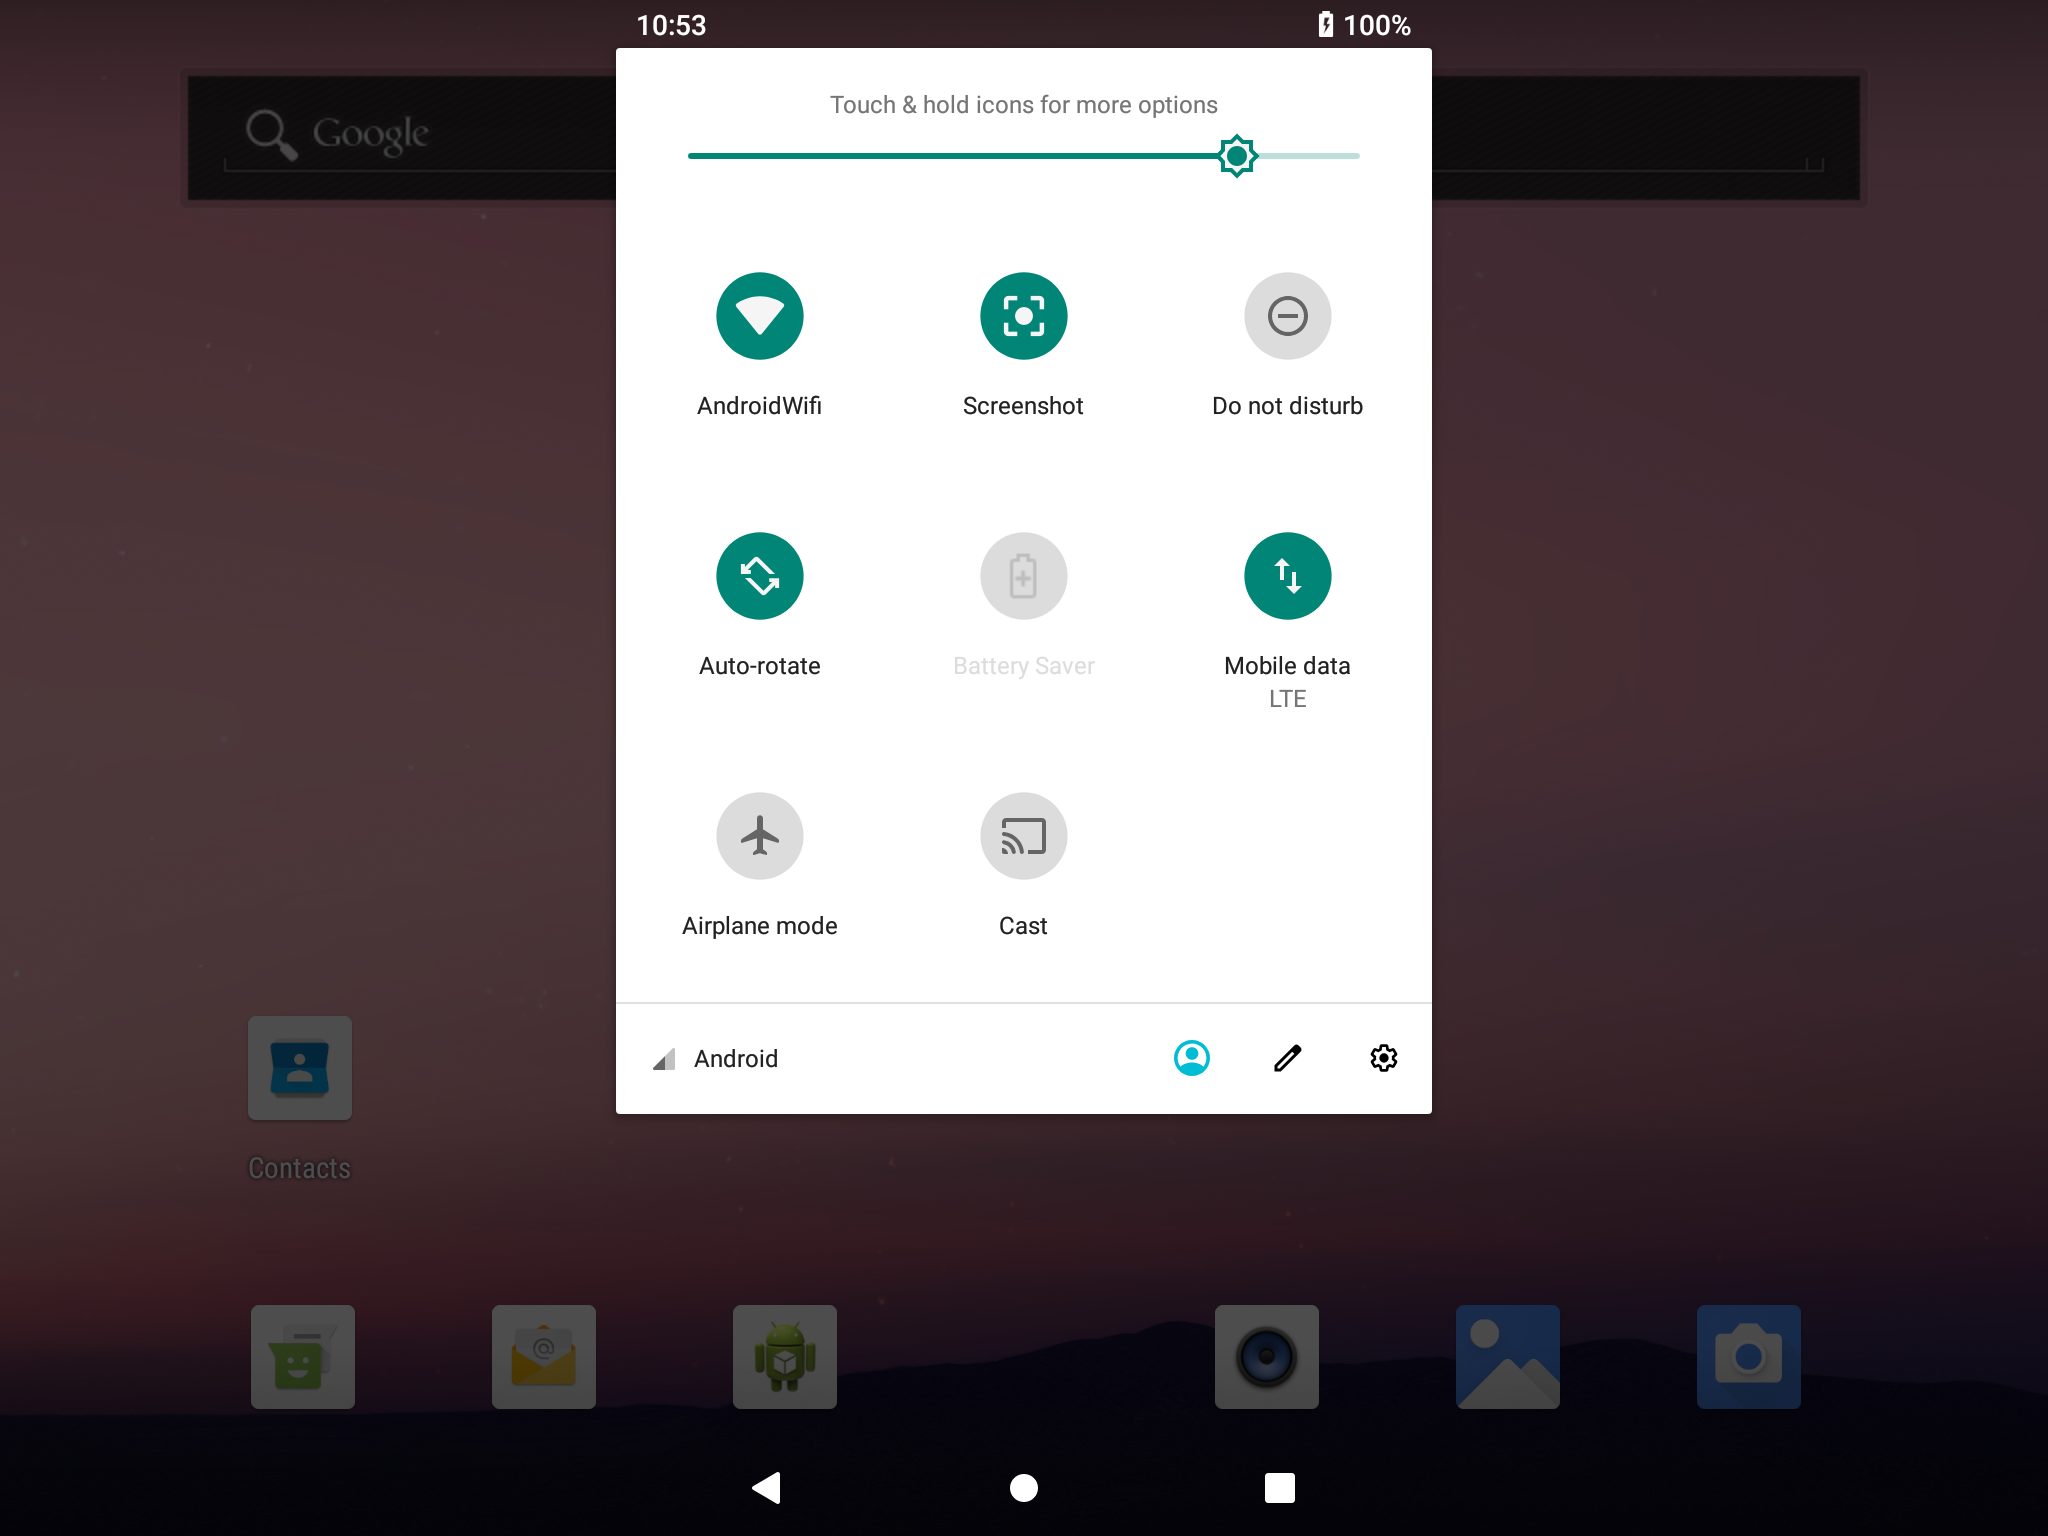 10:53
100%
Google
Touch & hold icons for more options
AndroidWifi
Screenshot
Do not disturb
Auto-rotate
Battery Saver
Mobile data
LTE
Airplane mode
Cast
Android
Contacts
@